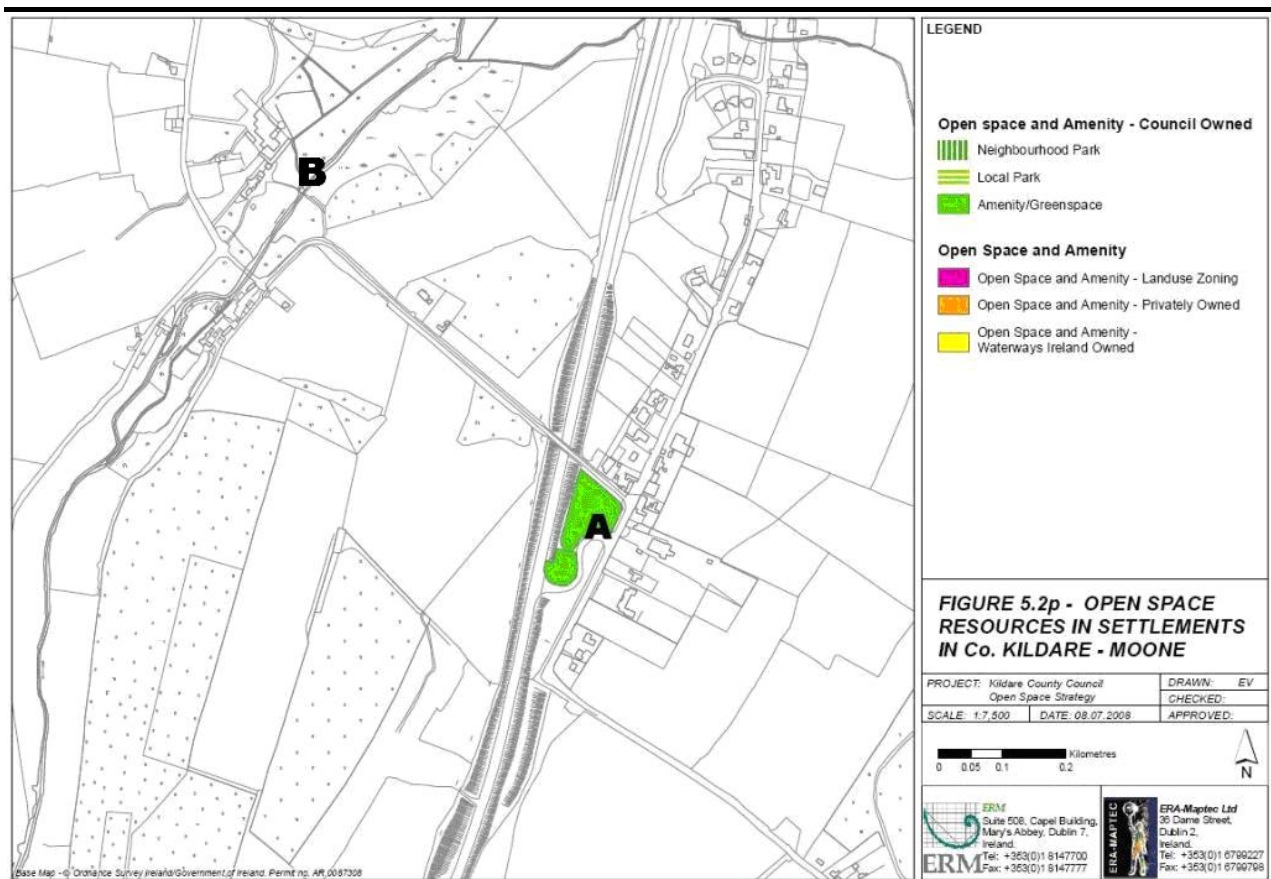 B
A
Base Map - © Ordnance Survey Ireland/Government of Ireland. Permit no. AR 0087308
LEGEND
Open space and Amenity - Council Owned
Neighbourhood Park
Local Park
Amenity/Greenspace
Open Space and Amenity
Open Space and Amenity - Landuse Zoning
Open Space and Amenity - Privately Owned
Open Space and Amenity -
Waterways Ireland Owned
FIGURE 5.2p - OPEN SPACE
RESOURCES IN SETTLEMENTS
IN Co. KILDARE - MOONE
PROJECT: Kildare County Council
Open Space Strategy
DRAWN: EV
CHECKED:
SCALE: 1:7,500
DATE: 08.07.2008
APPROVED:
Kilometres
0 0.05 0.1 0.2
N
ERM
ERM
Suite 508, Capel Building,
Mary's Abbey, Dublin 7,
Ireland.
Tel: +353(0)1 8147700
Fax: +353(0)1 8147777
ERA-MAPTEC
ERA-Maptec Ltd
36 Dame Street,
Dublin 2,
Ireland.
Tel: +353(0)1 6799227
Fax: +353(0)1 6799798